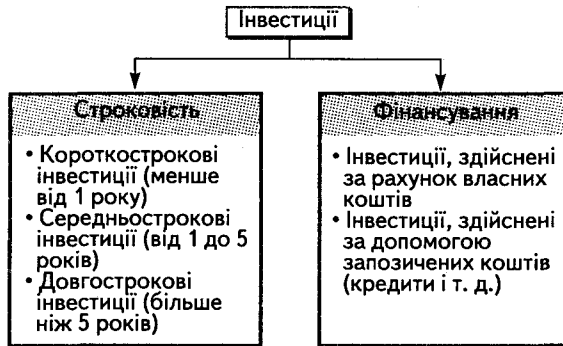 Інвестиції
Строковість
• Короткострокові
інвестиції (менше
від 1 року)
• Середньострокові
інвестиції (від 1 до 5
років)
• Довгострокові
інвестиції (більше
ніж 5 років)
Фінансування
• Інвестиції, здійснені
за рахунок власних
коштів
• Інвестиції, здійснені
за допомогою
запозичених коштів
(кредити і т. д.)